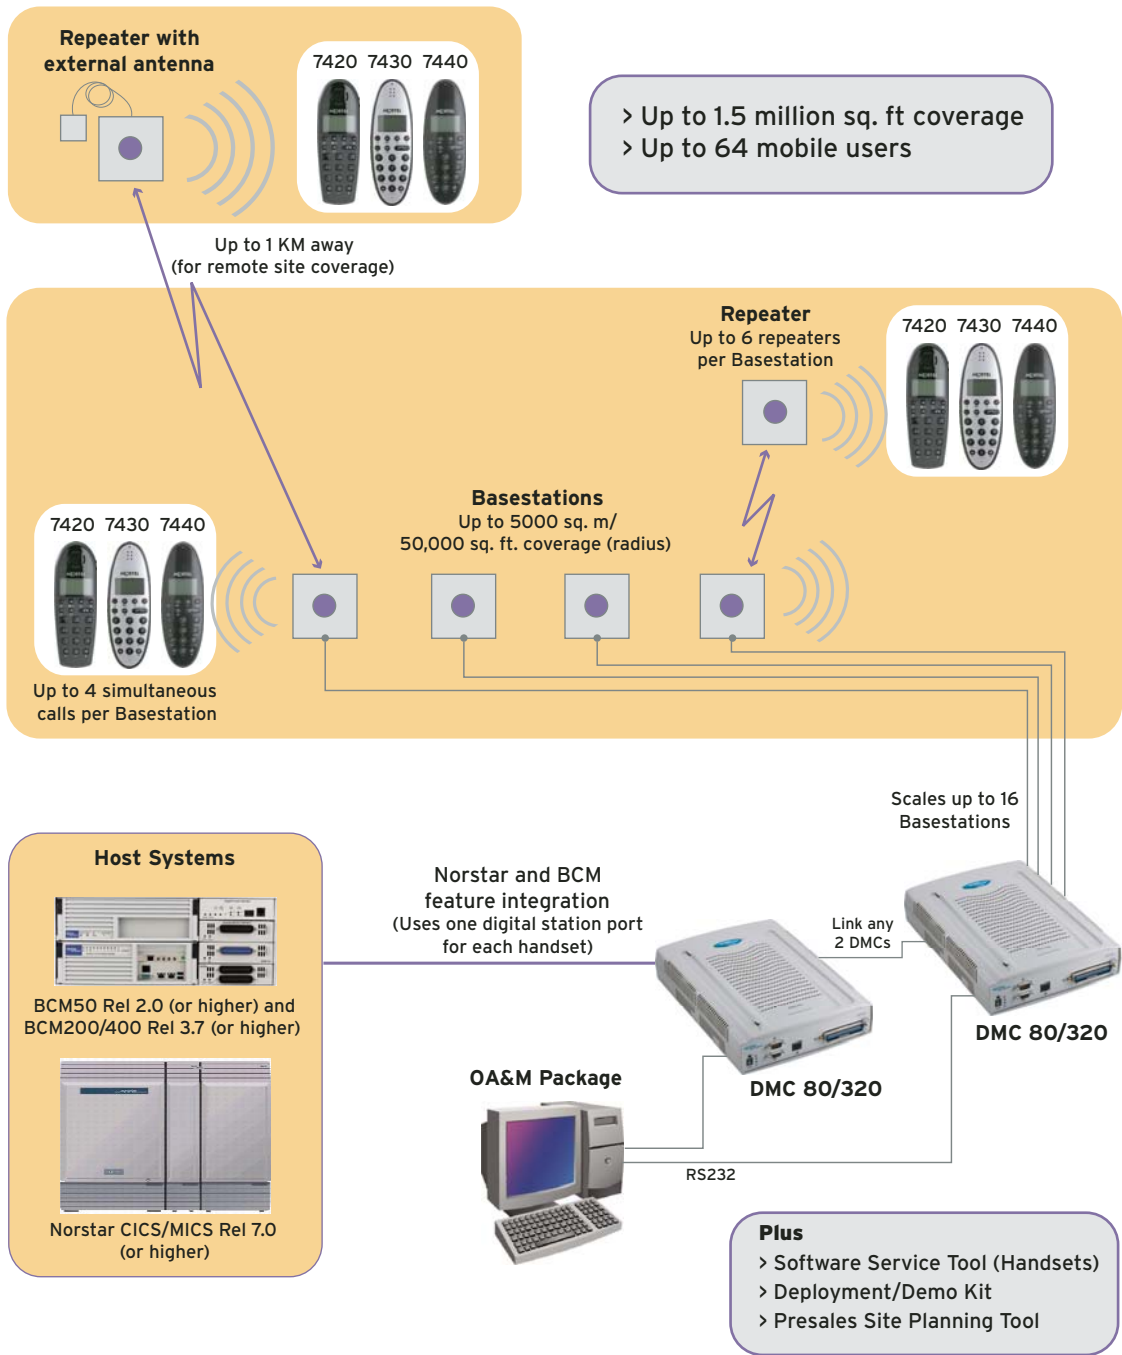 Repeater with
external antenna
7420 7430 7440
> Up to 1.5 million sq. ft coverage
> Up to 64 mobile users
Up to 1 KM away
(for remote site coverage)
Repeater
Up to 6 repeaters
per Basestation
7420 7430 7440
Basestations
Up to 5000 sq. m/
50,000 sq. ft. coverage (radius)
7420 7430 7440
Up to 4 simultaneous
calls per Basestation
Scales up to 16
Basestations
Host Systems
BCM50 Rel 2.0 (or higher) and
BCM200/400 Rel 3.7 (or higher)
Norstar CICS/MICS Rel 7.0
(or higher)
Norstar and BCM
feature integration
(Uses one digital station port
for each handset)
Link any
2 DMCs
DMC 80/320
DMC 80/320
OA&M Package
RS232
Plus
> Software Service Tool (Handsets)
> Deployment/Demo Kit
> Presales Site Planning Tool